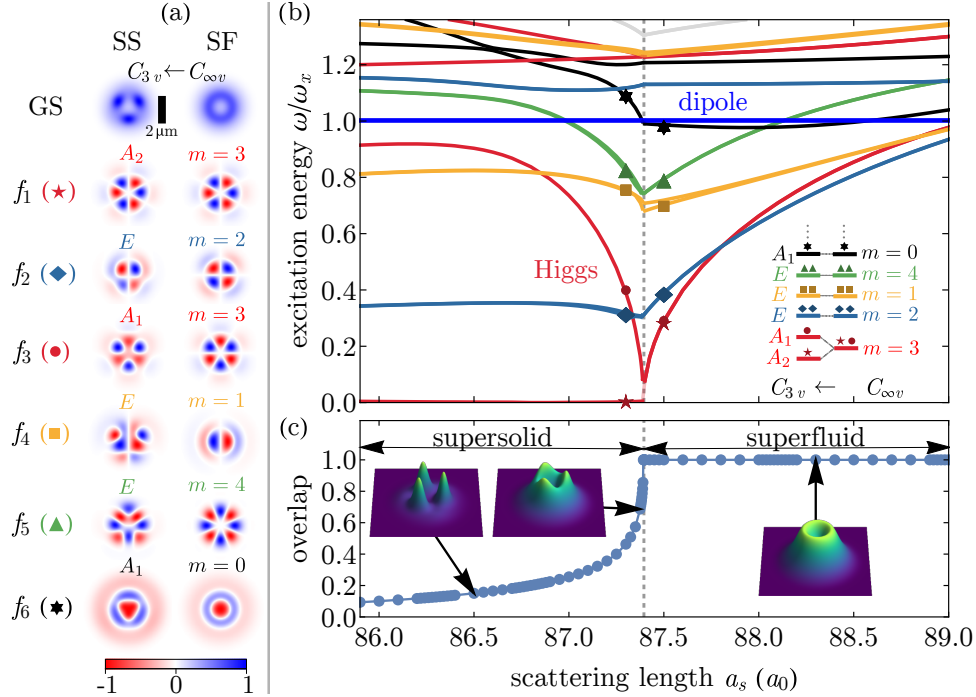 (a)
SS SF
C3v ← C∞v
GS
2 μm
A2 m = 3
f1 (★)
E m = 2
f2 (◆)
A1 m = 3
f3 (●)
E m = 1
f4 (■)
E m = 4
f5 (▲)
A1 m = 0
f6 (✶)
-1 0 1
(b)
excitation energy ω/ωx
1.2
1.0
0.8
0.6
0.4
0.2
0.0
dipole
Higgs
A1 m = 0
E m = 4
E m = 1
E m = 2
A1
m = 3
A2
C3v ← C∞v
(c)
supersolid superfluid
overlap
1.0
0.8
0.6
0.4
0.2
0.0
86.0 86.5 87.0 87.5 88.0 88.5 89.0
scattering length as (a0)